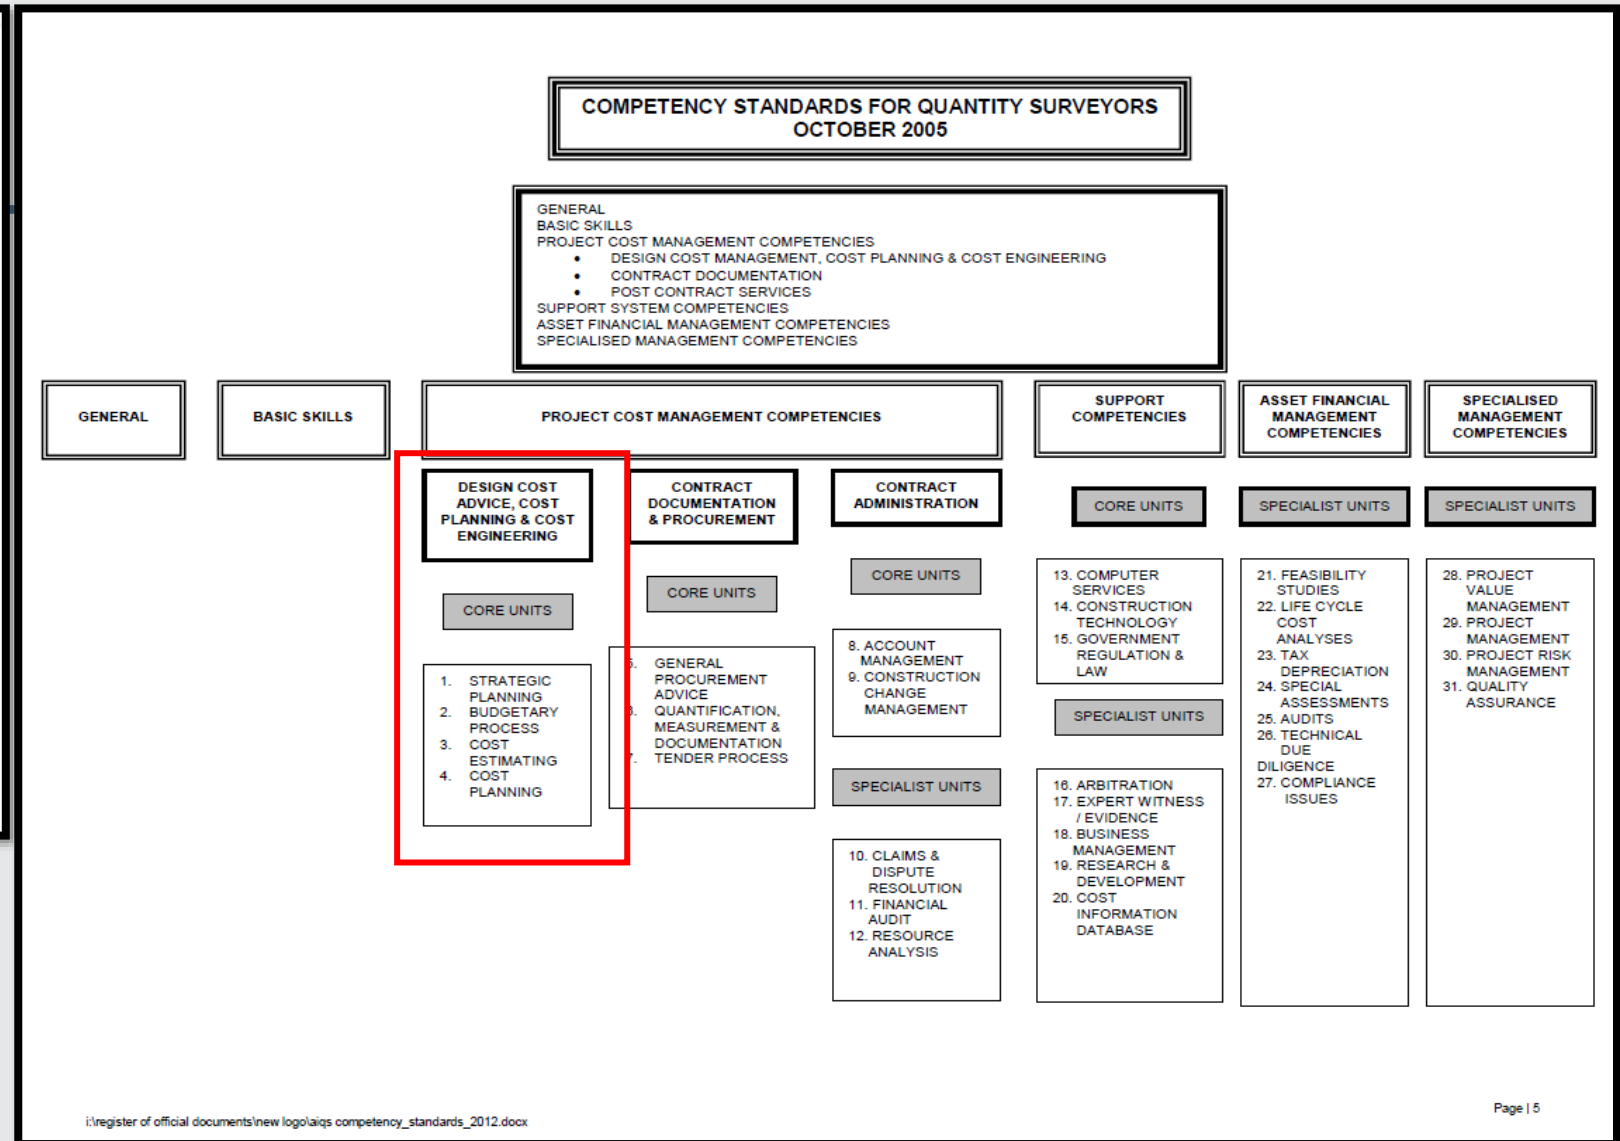 COMPETENCY STANDARDS FOR QUANTITY SURVEYORS
OCTOBER 2005
GENERAL
BASIC SKILLS
PROJECT COST MANAGEMENT COMPETENCIES
• DESIGN COST MANAGEMENT, COST PLANNING & COST ENGINEERING
• CONTRACT DOCUMENTATION
• POST CONTRACT SERVICES
SUPPORT SYSTEM COMPETENCIES
ASSET FINANCIAL MANAGEMENT COMPETENCIES
SPECIALISED MANAGEMENT COMPETENCIES
GENERAL
BASIC SKILLS
PROJECT COST MANAGEMENT COMPETENCIES
SUPPORT
COMPETENCIES
ASSET FINANCIAL
MANAGEMENT
COMPETENCIES
SPECIALISED
MANAGEMENT
COMPETENCIES
DESIGN COST
ADVICE, COST
PLANNING & COST
ENGINEERING
CORE UNITS
1. STRATEGIC
PLANNING
2. BUDGETARY
PROCESS
3. COST
ESTIMATING
4. COST
PLANNING
CONTRACT
DOCUMENTATION
& PROCUREMENT
CORE UNITS
5. GENERAL
PROCUREMENT
ADVICE
6. QUANTIFICATION,
MEASUREMENT &
DOCUMENTATION
7. TENDER PROCESS
CONTRACT
ADMINISTRATION
CORE UNITS
8. ACCOUNT
MANAGEMENT
9. CONSTRUCTION
CHANGE
MANAGEMENT
SPECIALIST UNITS
10. CLAIMS &
DISPUTE
RESOLUTION
11. FINANCIAL
AUDIT
12. RESOURCE
ANALYSIS
CORE UNITS
13. COMPUTER
SERVICES
14. CONSTRUCTION
TECHNOLOGY
15. GOVERNMENT
REGULATION &
LAW
SPECIALIST UNITS
16. ARBITRATION
17. EXPERT WITNESS
/ EVIDENCE
18. BUSINESS
MANAGEMENT
19. RESEARCH &
DEVELOPMENT
20. COST
INFORMATION
DATABASE
SPECIALIST UNITS
21. FEASIBILITY
STUDIES
22. LIFE CYCLE
COST
ANALYSES
23. TAX
DEPRECIATION
24. SPECIAL
ASSESSMENTS
25. AUDITS
26. TECHNICAL
DUE
DILIGENCE
27. COMPLIANCE
ISSUES
SPECIALIST UNITS
28. PROJECT
VALUE
MANAGEMENT
29. PROJECT
MANAGEMENT
30. PROJECT RISK
MANAGEMENT
31. QUALITY
ASSURANCE
i:\register of official documents\new logo\aiqs competency_standards_2012.docx
Page | 5